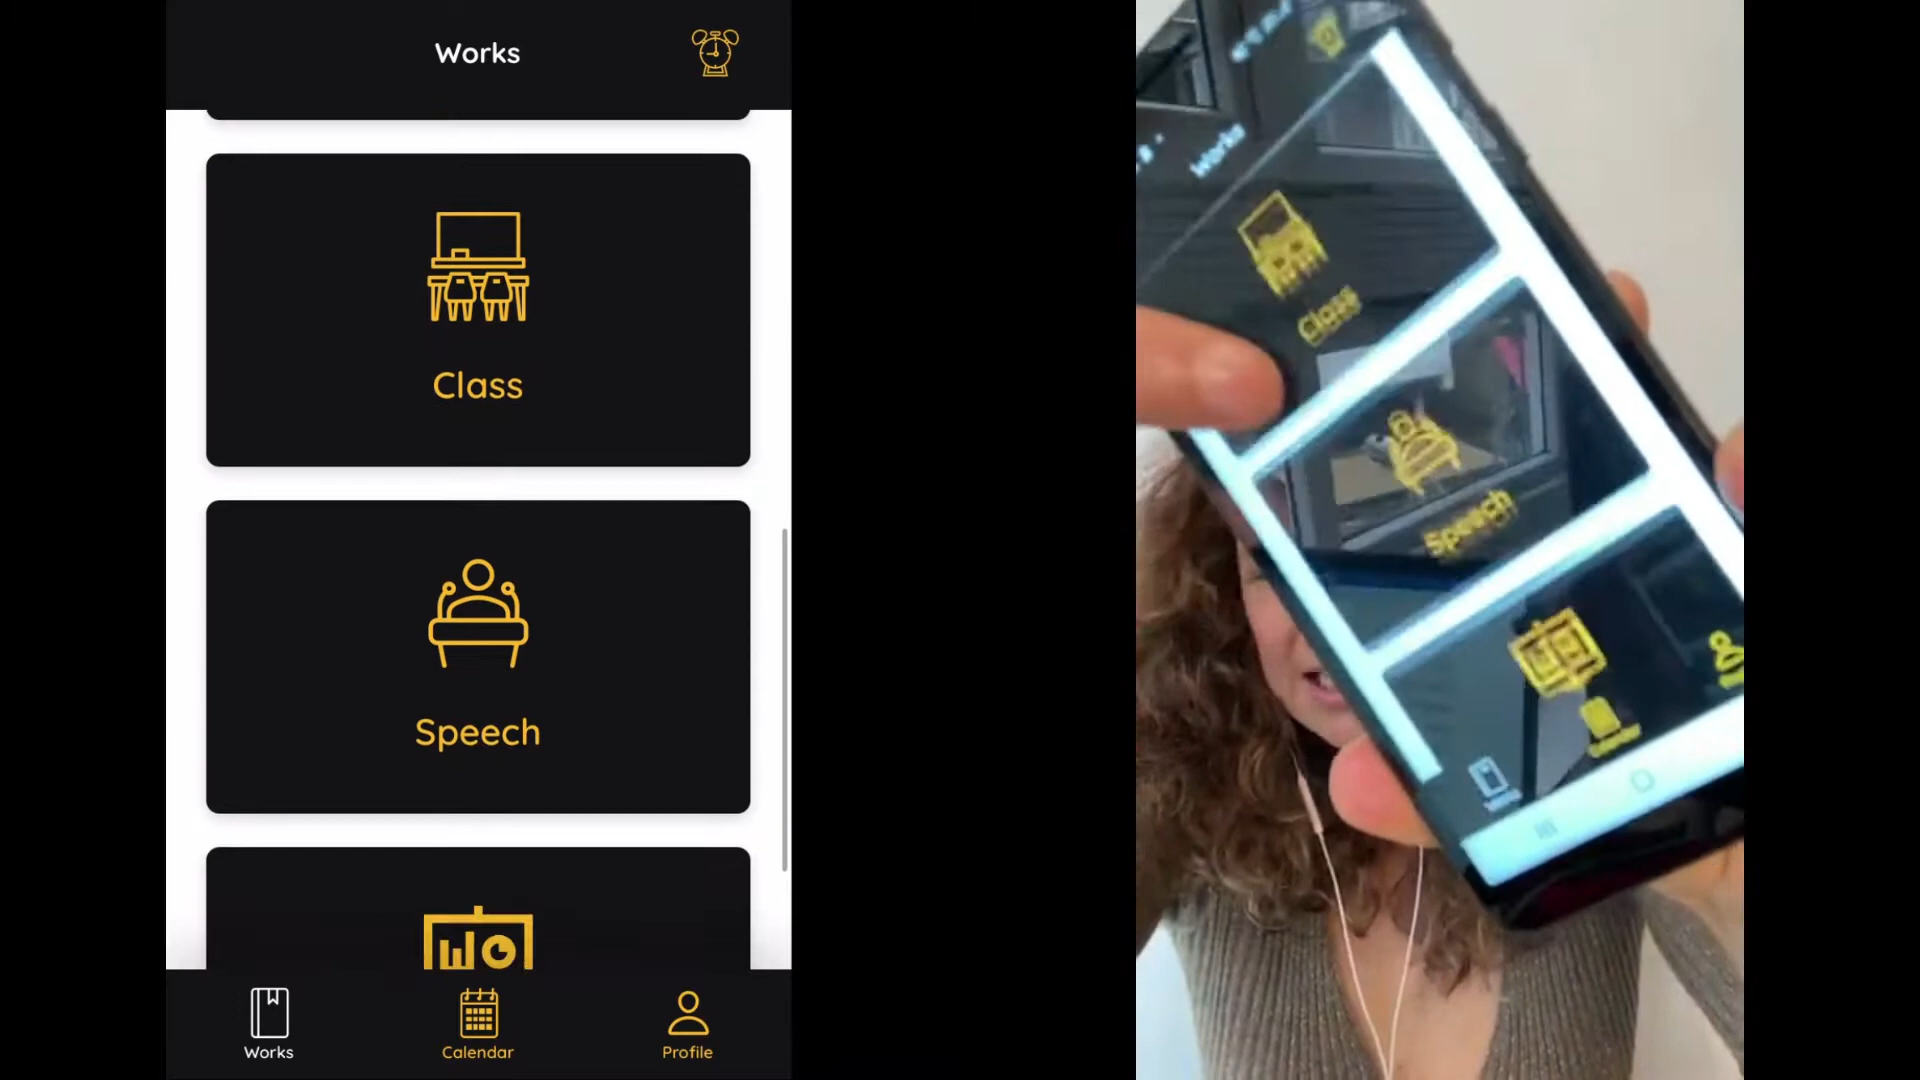 Works
Class
Speech
Works
Calendar
Profile
Works
Class
Speech